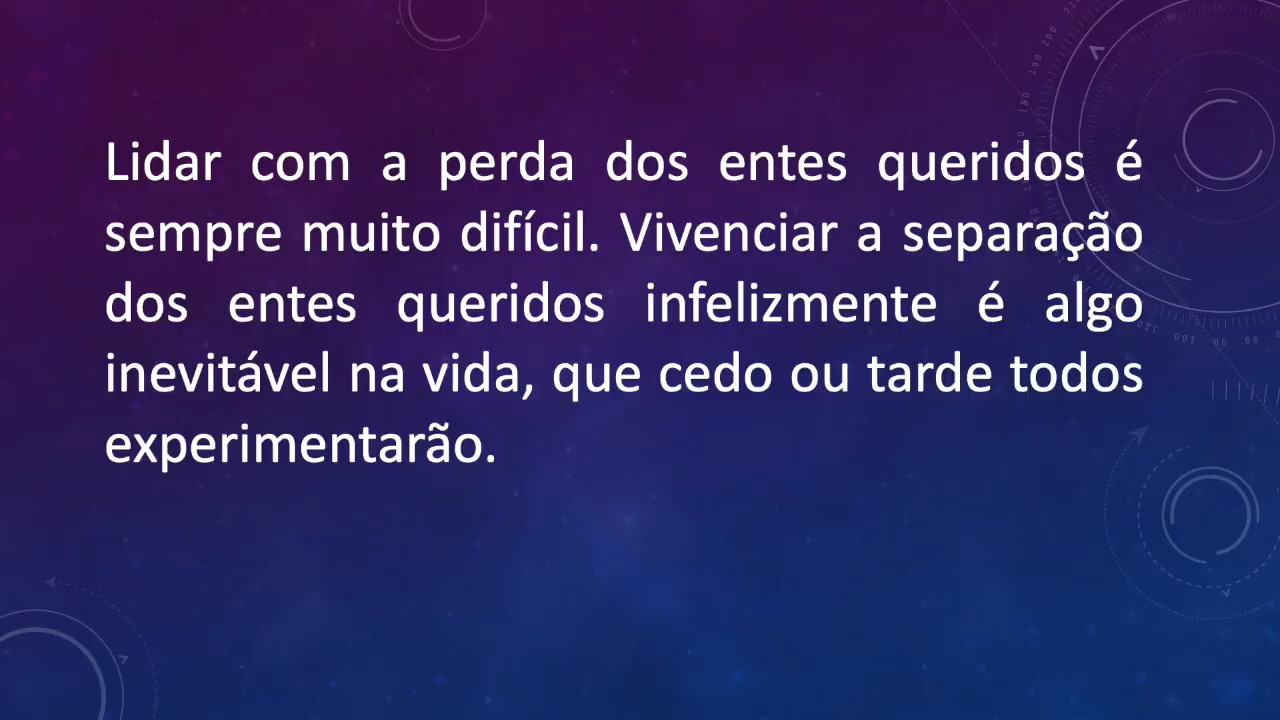 Lidar com a perda dos entes queridos é
sempre muito difícil. Vivenciar a separação
dos entes queridos infelizmente é algo
inevitável na vida, que cedo ou tarde todos
experimentarão.